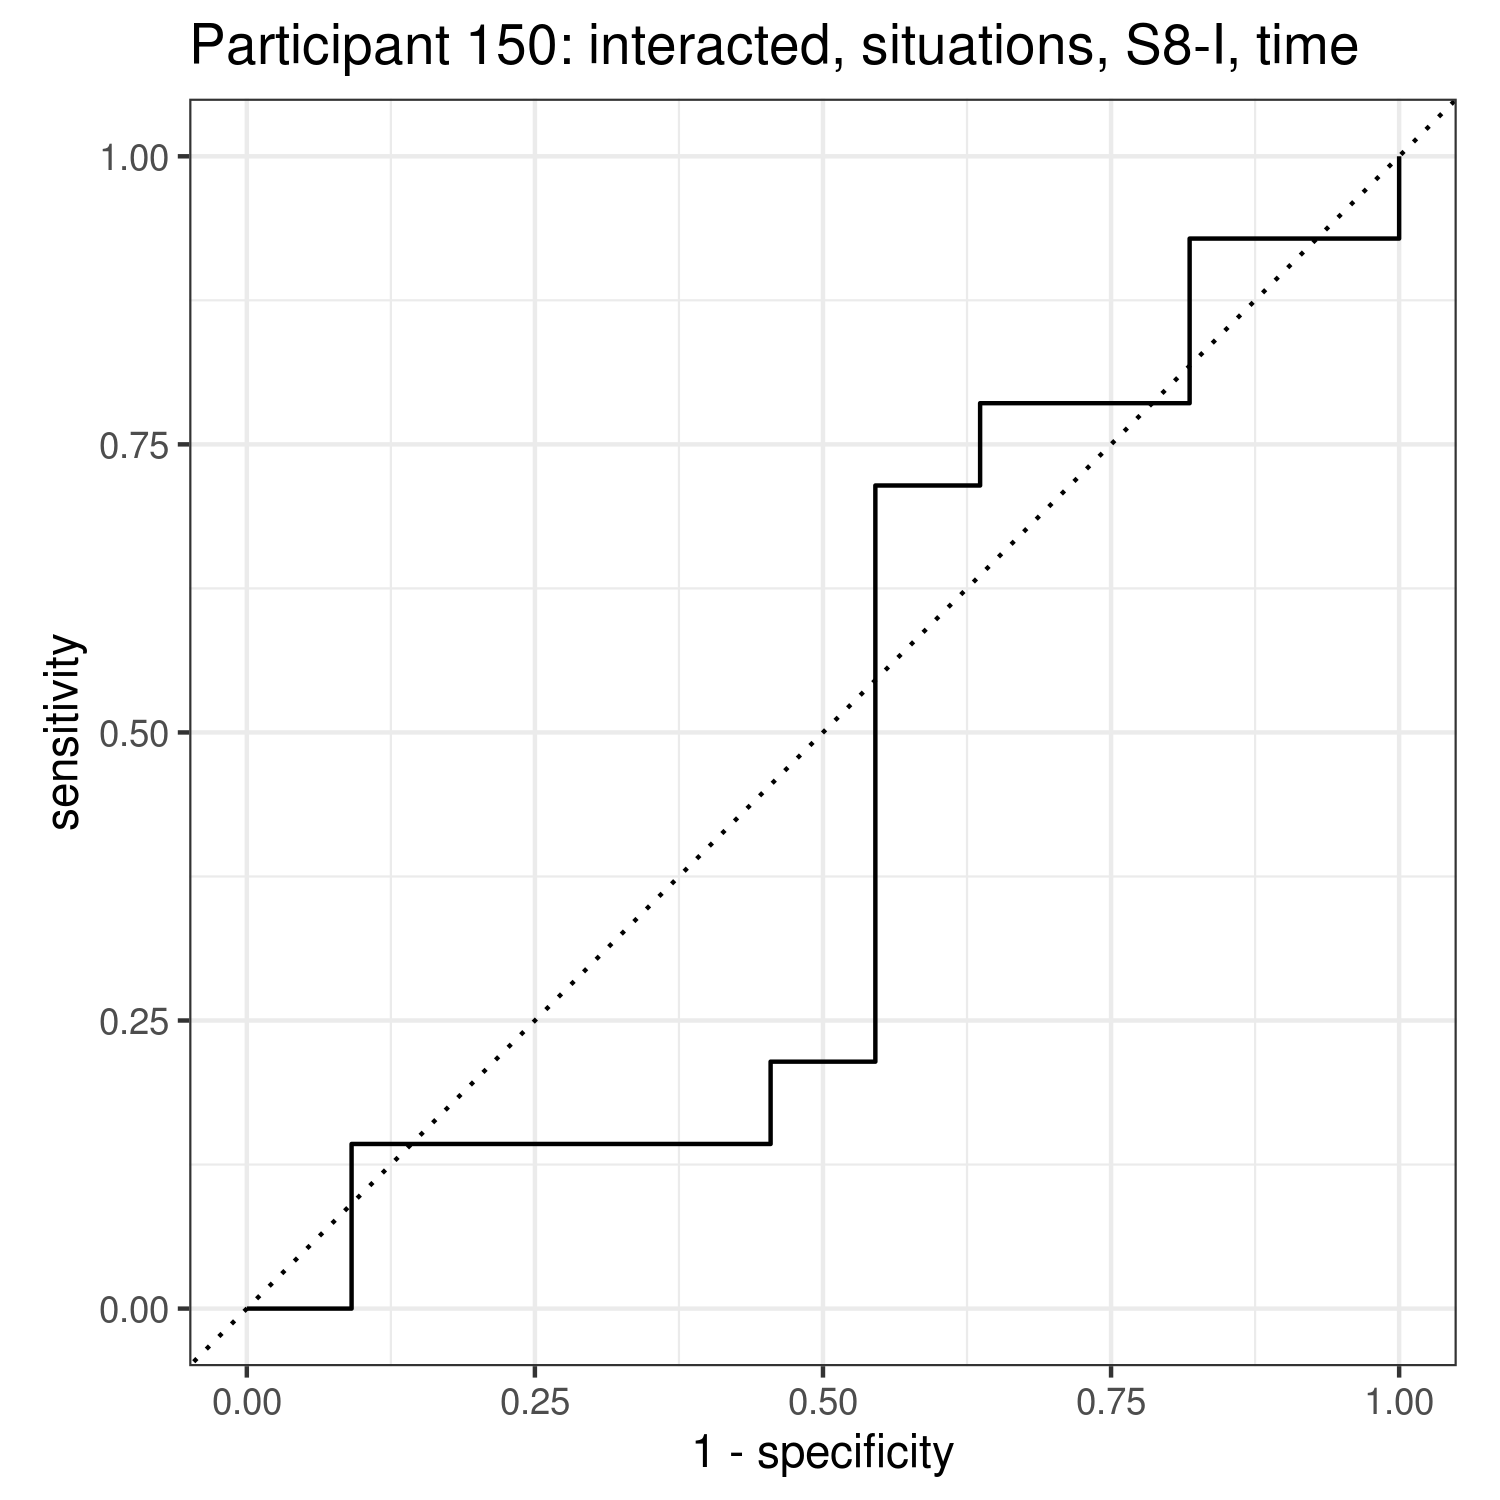 Participant 150: interacted, situations, S8-I, time
1.00
0.75
0.50
0.25
0.00
sensitivity
0.00 0.25 0.50 0.75 1.00
1 - specificity